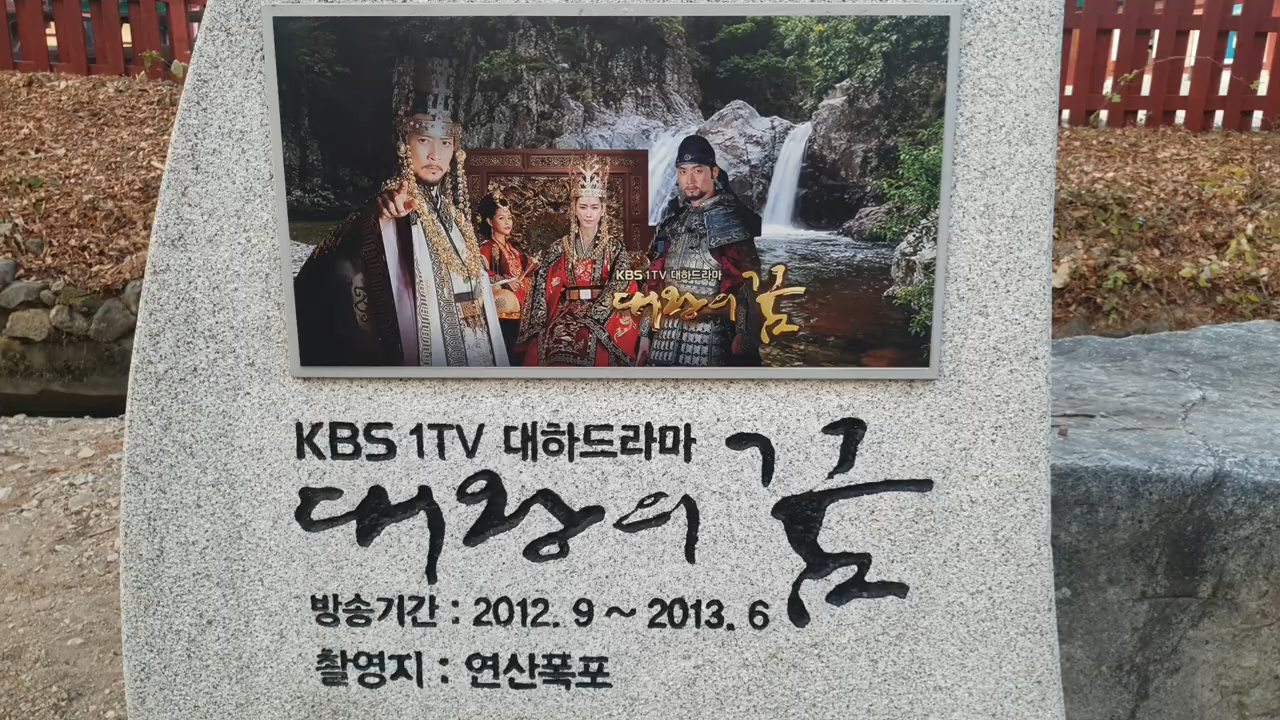 KBS 1TV 대하드라마
대왕의 꿈
KBS 1TV 대하드라마
대왕의 꿈
방송기간 : 2012. 9 ~ 2013. 6
촬영지 : 연산폭포